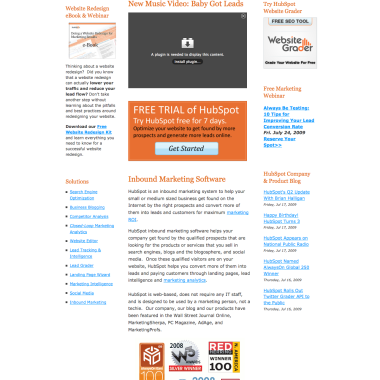 Website Redesign
eBook & Webinar
e-Book
Thinking about a website
redesign? Did you know
that a website redesign
can actually lower your
traffic and reduce your
lead flow? Don't take
another step without
learning about the pitfalls
and best practices around
redesigning your website.
Download our Free
Website Redesign Kit
and learn everything you
need to know for a
successful website
redesign.
Solutions
Search Engine
Optimization
Business Blogging
Competitor Analysis
Closed-Loop Marketing
Analytics
Website Editor
Lead Tracking &
Intelligence
Lead Grader
Landing Page Wizard
Marketing Intelligence
Social Media
Inbound Marketing
New Music Video: Baby Got Leads
A plugin is needed to display this content.
Install plugin...
FREE TRIAL of HubSpot
Try HubSpot free for 7 days.
Optimize your website to get found by more
prospects and generate more leads online.
Get Started
Inbound Marketing Software
HubSpot is an inbound marketing system to help your
small or medium sized business get found on the
Internet by the right prospects and convert more of
them into leads and customers for maximum marketing
ROI.
HubSpot inbound marketing software helps your
company get found by the qualified prospects that are
looking for the products or services that you sell in
search engines, blogs and the blogosphere, and social
media. Once these qualified visitors are on your
website, HubSpot helps you convert more of them into
leads and paying customers through landing pages, lead
intelligence and marketing analytics.
HubSpot is web-based, does not require any IT staff,
and is designed to be used by a marketing person, not a
techie. Our company, our blog and our products have
been featured in the Wall Street Journal Online,
MarketingSherpa, PC Magazine, AdAge, and
MarketingProfs.
100
2008
SILVER WINNER
RED HERRING
WINNER
100
AMERICA
2008
Try HubSpot
Website Grader
FREE SEO TOOL
Website
Grader
Grade Your Website For Free
Free Marketing
Webinar
Always Be Testing:
10 Tips for
Improving Your Lead
Conversion Rate
Fri. July 24, 2009
Reserve Your
Spot>>
HubSpot Company
& Product Blog
HubSpot's Q2 Update
With Brian Halligan
Friday, Jul 17, 2009
Happy Birthday!
HubSpot Turns 3
Friday, Jul 17, 2009
HubSpot Appears on
National Public Radio
Friday, Jul 17, 2009
HubSpot Named
AlwaysOn Global 250
Winner
Thursday, Jul 16, 2009
HubSpot Rolls Out
Twitter Grader API to
the Public
Thursday, Jul 16, 2009